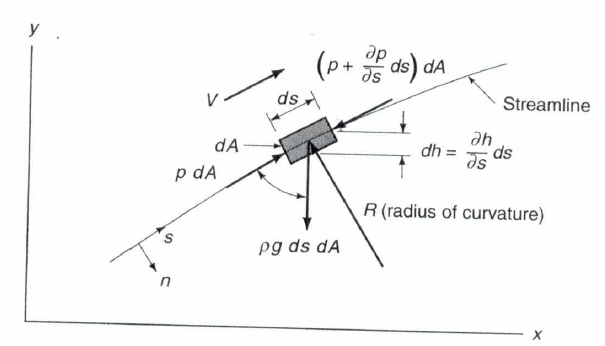 y
(p + ∂p/∂s ds) dA
V
ds
Streamline
dA
dh = ∂h/∂s ds
p dA
R (radius of curvature)
s
ρg ds dA
n
x